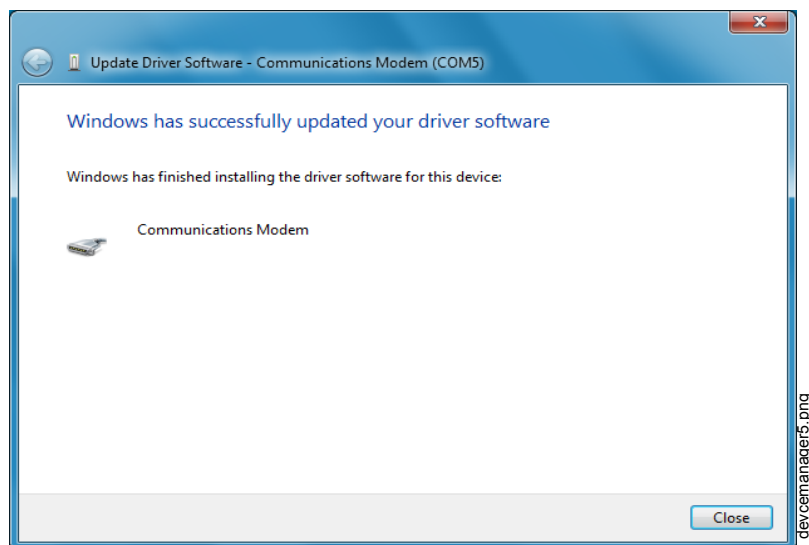 Update Driver Software - Communications Modem (COM5)
Windows has successfully updated your driver software
Windows has finished installing the driver software for this device:
Communications Modem
Close
devcemanager5.png